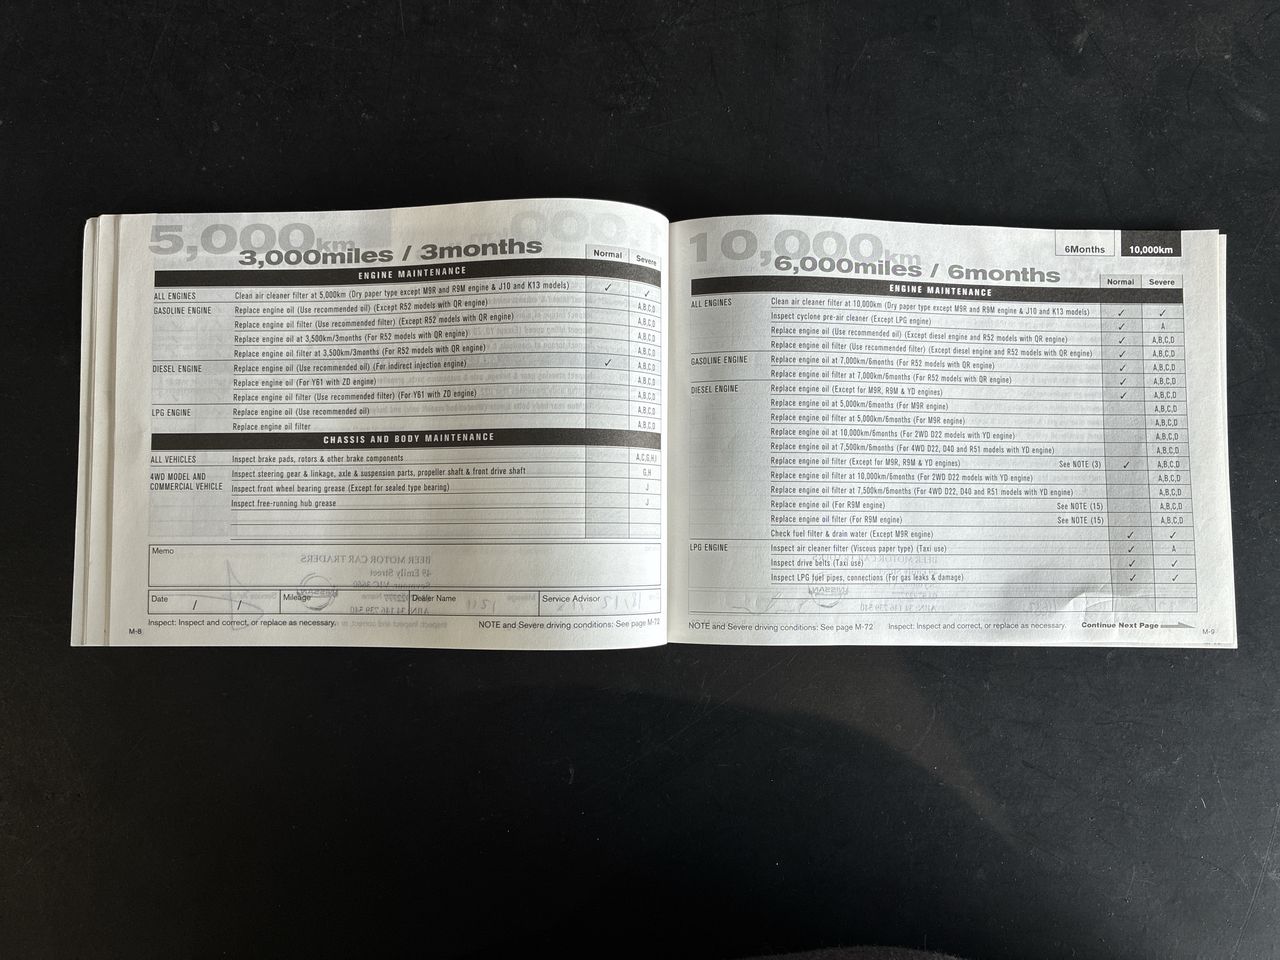 5,000km
3,000miles / 3months
Normal Severe
ENGINE MAINTENANCE
ALL ENGINES Clean air cleaner filter at 5,000km (Dry paper type except M9R and R9M engine & J10 and K13 models) ✓ ✓
GASOLINE ENGINE Replace engine oil (Use recommended oil) (Except R52 models with QR engine) A,B,C,D
Replace engine oil filter (Use recommended filter) (Except R52 models with QR engine) A,B,C,D
Replace engine oil at 3,500km/3months (For R52 models with QR engine) A,B,C,D
Replace engine oil filter at 3,500km/3months (For R52 models with QR engine) A,B,C,D
DIESEL ENGINE Replace engine oil (Use recommended oil) (For indirect injection engine) ✓ A,B,C,D
Replace engine oil (For Y61 with ZD engine) A,B,C,D
Replace engine oil filter (Use recommended filter) (For Y61 with ZD engine) A,B,C,D
LPG ENGINE Replace engine oil (Use recommended oil) A,B,C,D
Replace engine oil filter A,B,C,D
CHASSIS AND BODY MAINTENANCE
ALL VEHICLES Inspect brake pads, rotors & other brake components A,C,G,H,I
4WD MODEL AND COMMERCIAL VEHICLE Inspect steering gear & linkage, axle & suspension parts, propeller shaft & front drive shaft G,H
Inspect front wheel bearing grease (Except for sealed type bearing) J
Inspect free-running hub grease J
Memo
Date / / Mileage Dealer Name Service Advisor
Inspect: Inspect and correct, or replace as necessary. NOTE and Severe driving conditions: See page M-72
M-8
10,000km
6,000miles / 6months
6Months 10,000km
Normal Severe
ENGINE MAINTENANCE
ALL ENGINES Clean air cleaner filter at 10,000km (Dry paper type except M9R and R9M engine & J10 and K13 models) ✓ ✓
Inspect cyclone pre-air cleaner (Except LPG engine) ✓ A
Replace engine oil (Use recommended oil) (Except diesel engine and R52 models with QR engine) ✓ A,B,C,D
Replace engine oil filter (Use recommended filter) (Except diesel engine and R52 models with QR engine) ✓ A,B,C,D
GASOLINE ENGINE Replace engine oil at 7,000km/6months (For R52 models with QR engine) ✓ A,B,C,D
Replace engine oil filter at 7,000km/6months (For R52 models with QR engine) ✓ A,B,C,D
DIESEL ENGINE Replace engine oil (Except for M9R, R9M & YD engines) ✓ A,B,C,D
Replace engine oil at 5,000km/6months (For M9R engine) A,B,C,D
Replace engine oil filter at 5,000km/6months (For M9R engine) A,B,C,D
Replace engine oil at 10,000km/6months (For 2WD D22 models with YD engine) A,B,C,D
Replace engine oil at 7,500km/6months (For 4WD D22, D40 and R51 models with YD engine) A,B,C,D
Replace engine oil filter (Except for M9R, R9M & YD engines) See NOTE (3) ✓ A,B,C,D
Replace engine oil filter at 10,000km/6months (For 2WD D22 models with YD engine) A,B,C,D
Replace engine oil filter at 7,500km/6months (For 4WD D22, D40 and R51 models with YD engine) A,B,C,D
Replace engine oil (For R9M engine) See NOTE (15) A,B,C,D
Replace engine oil filter (For R9M engine) See NOTE (15) A,B,C,D
Check fuel filter & drain water (Except M9R engine) ✓ ✓
LPG ENGINE Inspect air cleaner filter (Viscous paper type) (Taxi use) ✓ A
Inspect drive belts (Taxi use) ✓ ✓
Inspect LPG fuel pipes, connections (For gas leaks & damage) ✓ ✓
NOTE and Severe driving conditions: See page M-72 Inspect: Inspect and correct, or replace as necessary. Continue Next Page
M-9